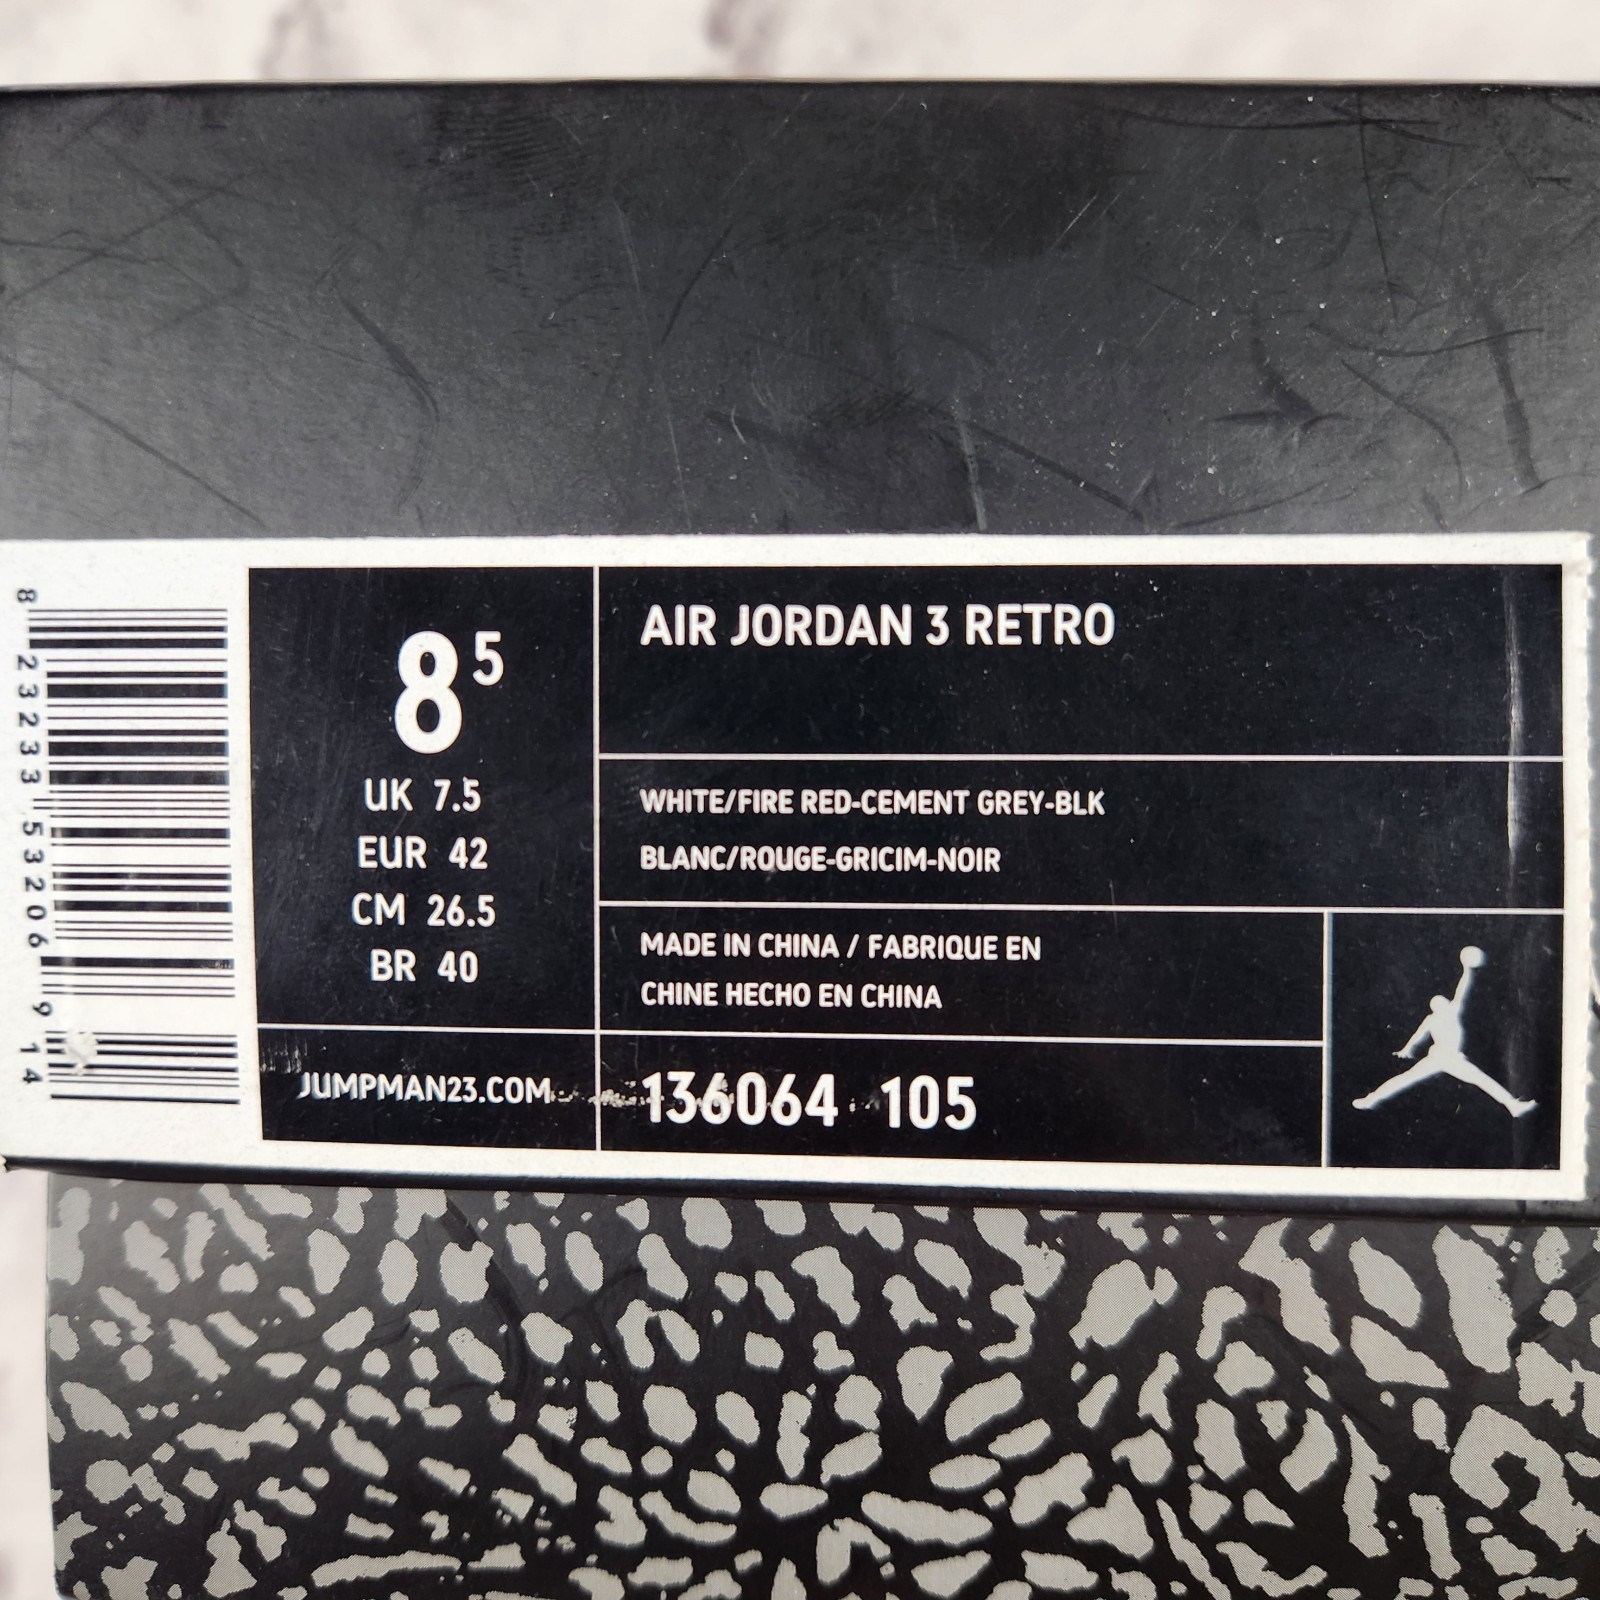 8 23233 53206 9 14
8 5
UK 7.5
EUR 42
CM 26.5
BR 40
JUMPMAN23.COM
AIR JORDAN 3 RETRO
WHITE/FIRE RED-CEMENT GREY-BLK
BLANC/ROUGE-GRICIM-NOIR
MADE IN CHINA / FABRIQUE EN
CHINE HECHO EN CHINA
136064 105